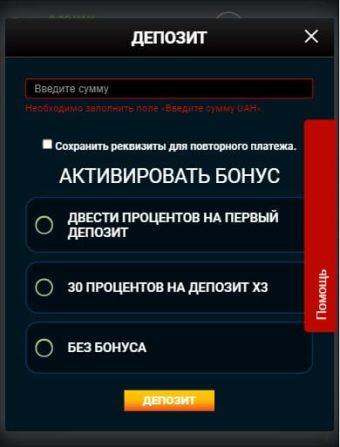 ДЕПОЗИТ
Введите сумму
Необходимо заполнить поле «Введите сумму UAH».
Сохранить реквизиты для повторного платежа.
АКТИВИРОВАТЬ БОНУС
ДВЕСТИ ПРОЦЕНТОВ НА ПЕРВЫЙ
ДЕПОЗИТ
30 ПРОЦЕНТОВ НА ДЕПОЗИТ X3
Помощь
БЕЗ БОНУСА
ДЕПОЗИТ